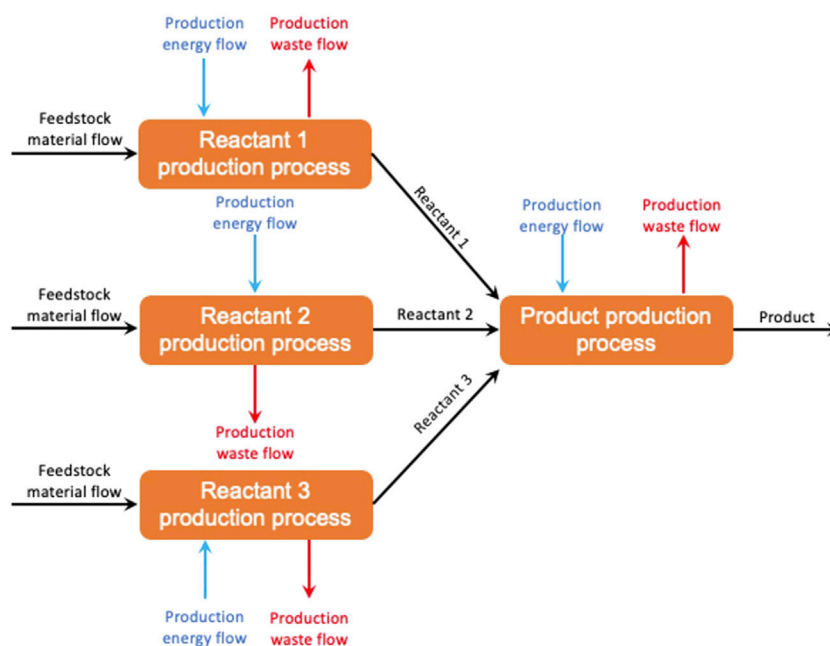 Production
energy flow
Production
waste flow
Feedstock
material flow
Reactant 1
production process
Reactant 1
Production
energy flow
Production
energy flow
Production
waste flow
Feedstock
material flow
Reactant 2
production process
Reactant 2
Product production
process
Product
Production
waste flow
Reactant 3
Feedstock
material flow
Reactant 3
production process
Production
energy flow
Production
waste flow